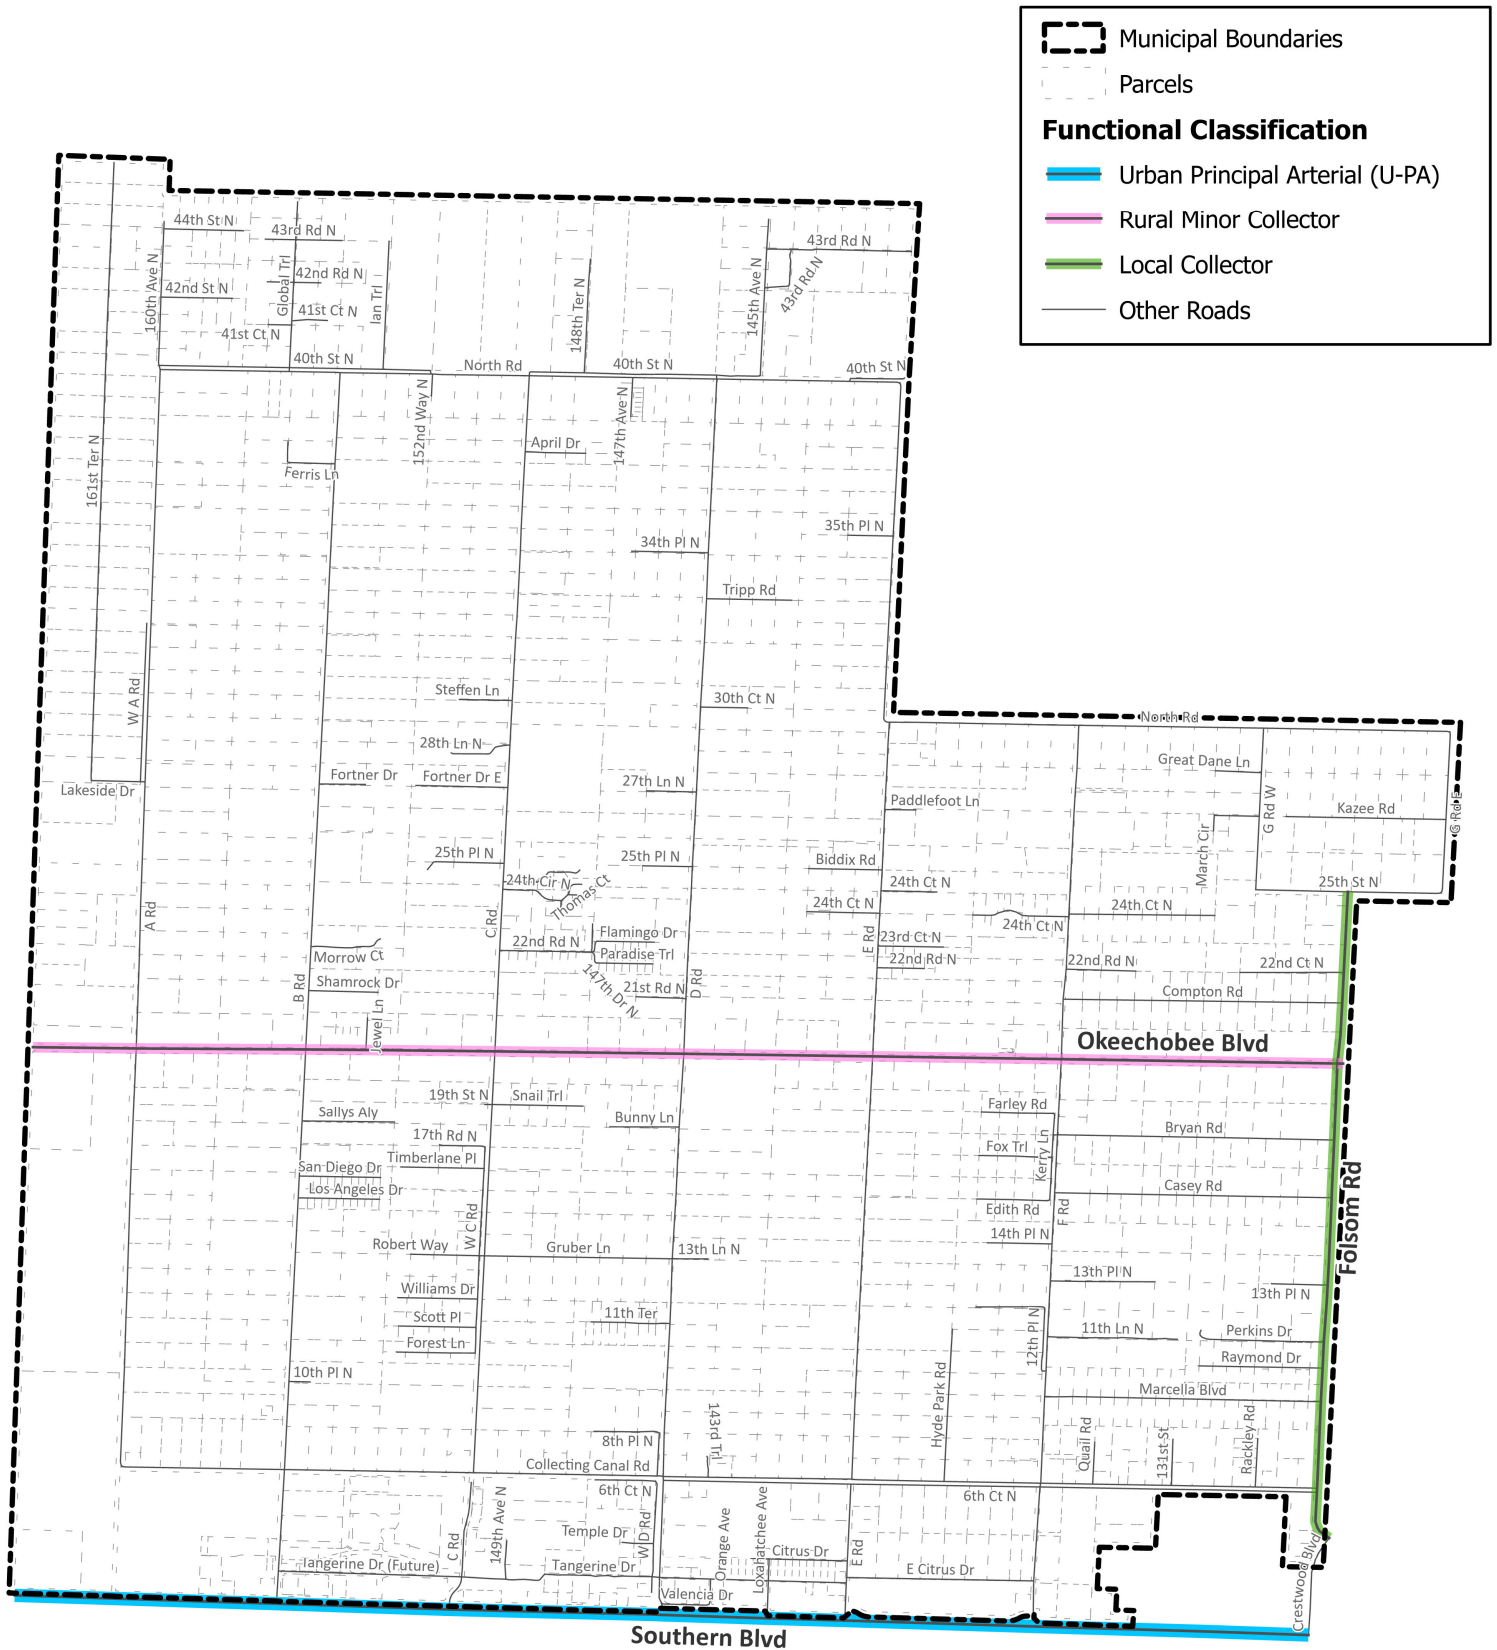 Municipal Boundaries
Parcels
Functional Classification
Urban Principal Arterial (U-PA)
Rural Minor Collector
Local Collector
Other Roads
44th St N
43rd Rd N
43rd Rd N
42nd Rd N
42nd St N
160th Ave N
Global Trl
Ian Trl
148th Ter N
145th Ave N
43rd Rd N
41st Ct N
41st Ct N
40th St N
North Rd
40th St N
40th St N
152nd Way N
147th Ave N
April Dr
161st Ter N
Ferris Ln
35th Pl N
34th Pl N
Tripp Rd
W A Rd
Steffen Ln
30th Ct N
North Rd
28th Ln N
Great Dane Ln
Fortner Dr
Fortner Dr E
27th Ln N
Lakeside Dr
Paddlefoot Ln
G Rd W
Kazee Rd
G Rd E
March Cir
25th Pl N
25th Pl N
Biddix Rd
24th Cir N
Thomas Ct
24th Ct N
25th St N
24th Ct N
24th Ct N
24th Ct N
A Rd
C Rd
E Rd
22nd Rd N
Flamingo Dr
Paradise Trl
23rd Ct N
22nd Rd N
22nd Rd N
22nd Ct N
Morrow Ct
B Rd
Shamrock Dr
147th Dr N
21st Rd N
D Rd
Compton Rd
Jewel Ln
Okeechobee Blvd
19th St N
Snail Trl
Sallys Aly
Bunny Ln
Farley Rd
Bryan Rd
17th Rd N
Timberlane Pl
Fox Trl
Kerry Ln
San Diego Dr
Los Angeles Dr
Casey Rd
Folsom Rd
W C Rd
Edith Rd
F Rd
14th Pl N
Robert Way
Gruber Ln
13th Ln N
13th Pl N
13th Pl N
Williams Dr
Scott Pl
11th Ter
Forest Ln
12th Pl N
11th Ln N
Perkins Dr
Raymond Dr
10th Pl N
Hyde Park Rd
Marcella Blvd
143rd Trl
8th Pl N
Quail Rd
131st St
Rackley Rd
Collecting Canal Rd
6th Ct N
6th Ct N
C Rd
149th Ave N
Temple Dr
W D Rd
Orange Ave
Loxahatchee Ave
Citrus Dr
E Rd
Tangerine Dr (Future)
Tangerine Dr
E Citrus Dr
Valencia Dr
Crestwood Blvd
Southern Blvd